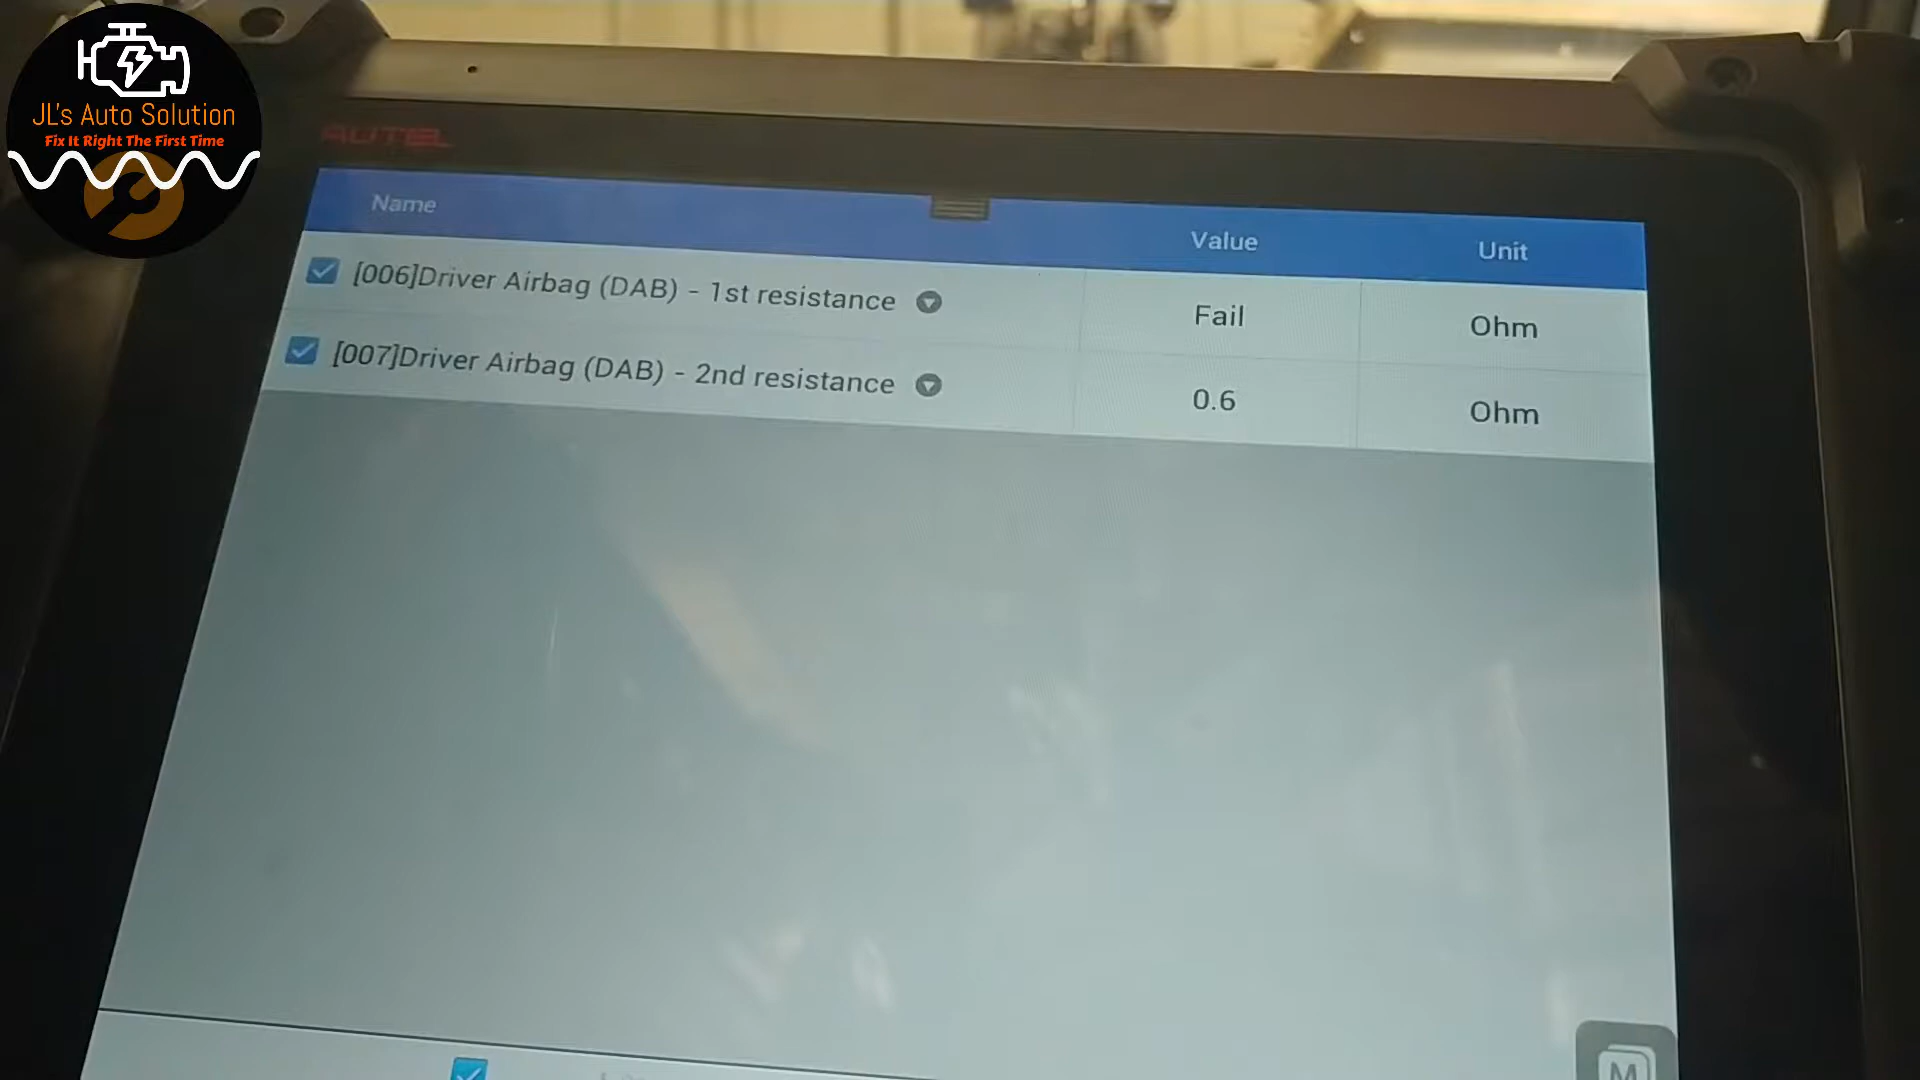 JL's Auto Solution
Fix It Right The First Time
AUTEL
Name Value Unit
[006]Driver Airbag (DAB) - 1st resistance Fail Ohm
[007]Driver Airbag (DAB) - 2nd resistance 0.6 Ohm
M